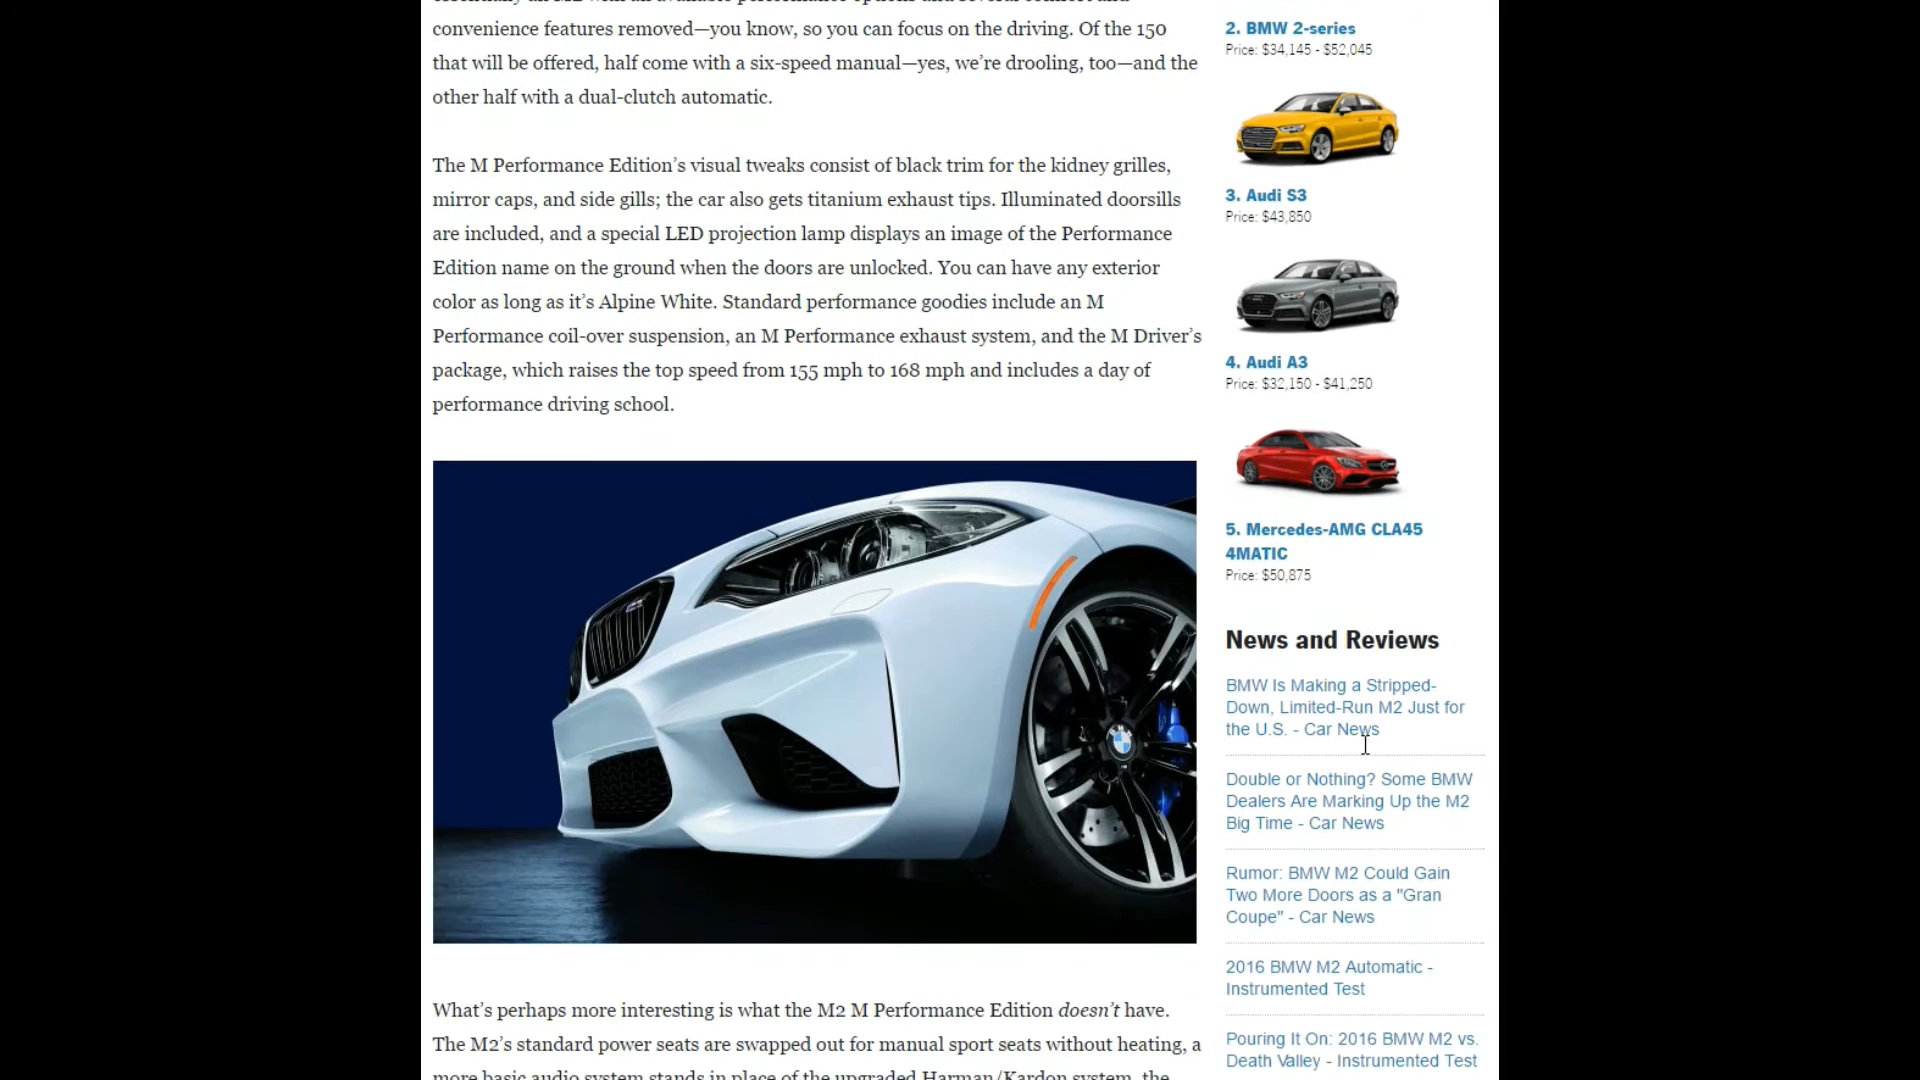 convenience features removed—you know, so you can focus on the driving. Of the 150
that will be offered, half come with a six-speed manual—yes, we’re drooling, too—and the
other half with a dual-clutch automatic.
The M Performance Edition’s visual tweaks consist of black trim for the kidney grilles,
mirror caps, and side gills; the car also gets titanium exhaust tips. Illuminated doorsills
are included, and a special LED projection lamp displays an image of the Performance
Edition name on the ground when the doors are unlocked. You can have any exterior
color as long as it’s Alpine White. Standard performance goodies include an M
Performance coil-over suspension, an M Performance exhaust system, and the M Driver’s
package, which raises the top speed from 155 mph to 168 mph and includes a day of
performance driving school.
What’s perhaps more interesting is what the M2 M Performance Edition doesn’t have.
The M2’s standard power seats are swapped out for manual sport seats without heating, a
more basic audio system stands in place of the upgraded Harman/Kardon system, the
2. BMW 2-series
Price: $34,145 - $52,045
3. Audi S3
Price: $43,850
4. Audi A3
Price: $32,150 - $41,250
5. Mercedes-AMG CLA45
4MATIC
Price: $50,875
News and Reviews
BMW Is Making a Stripped-
Down, Limited-Run M2 Just for
the U.S. - Car News
Double or Nothing? Some BMW
Dealers Are Marking Up the M2
Big Time - Car News
Rumor: BMW M2 Could Gain
Two More Doors as a "Gran
Coupe" - Car News
2016 BMW M2 Automatic -
Instrumented Test
Pouring It On: 2016 BMW M2 vs.
Death Valley - Instrumented Test